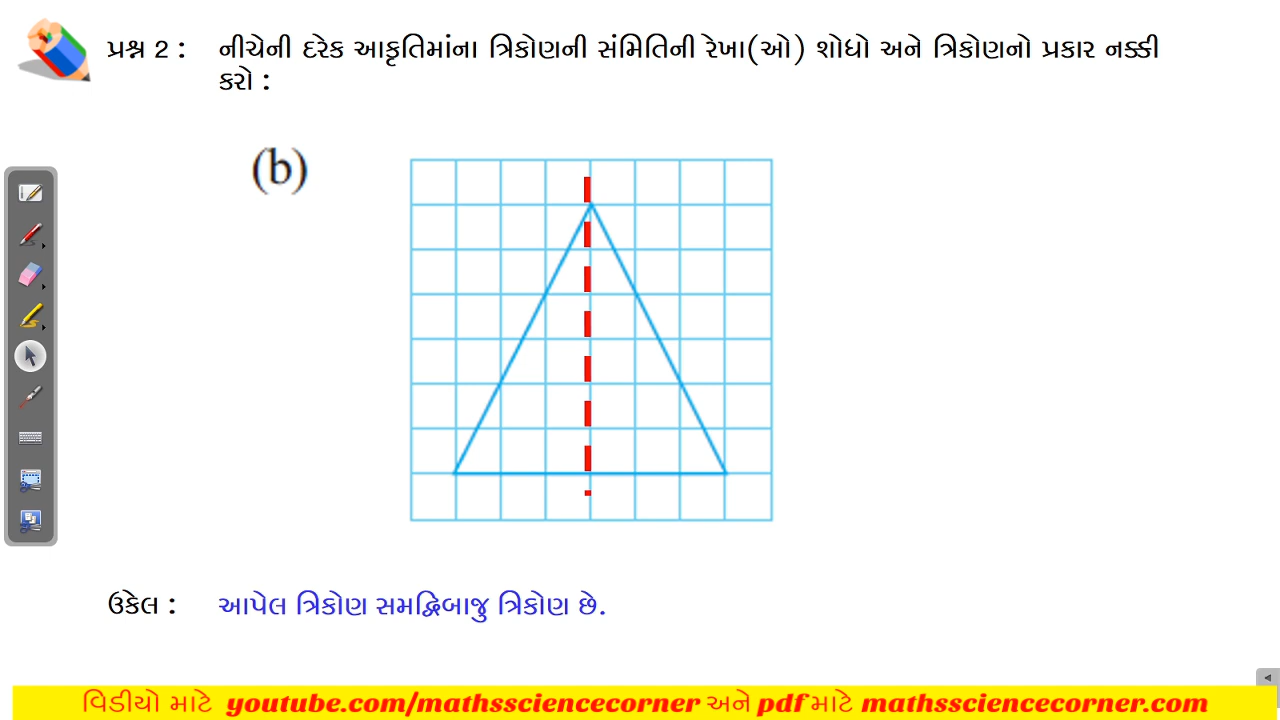 પ્રશ્ન 2 : નીચેની દરેક આકૃતિમાંના ત્રિકોણની સંમિતિની રેખા(ઓ) શોધો અને ત્રિકોણનો પ્રકાર નક્કી
કરો :
(b)
ઉકેલ : આપેલ ત્રિકોણ સમદ્વિબાજુ ત્રિકોણ છે.
વિડીયો માટે youtube.com/mathssciencecorner અને pdf માટે mathssciencecorner.com